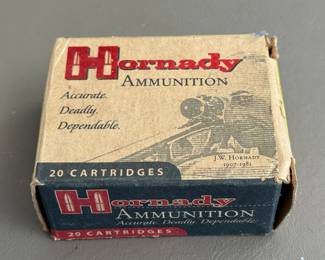 Hornady
AMMUNITION
Accurate.
Deadly.
Dependable.
J.W. HORNADY
1907-1981
20 CARTRIDGES
Hornady
AMMUNITION
Accurate. Deadly. Dependable.
20 CARTRIDGES